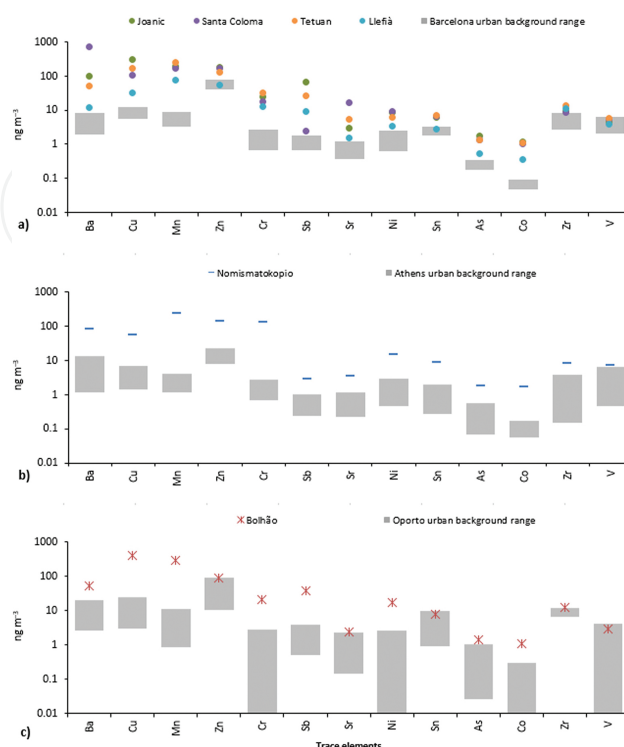 Joanic Santa Coloma Tetuan Llefià Barcelona urban background range
1000
100
10
1
0.1
0.01
ng m⁻³
Ba Cu Mn Zn Cr Sb Sr Ni Sn As Co Zr V
a)
Nomismatokopio Athens urban background range
1000
100
10
1
0.1
0.01
ng m⁻³
Ba Cu Mn Zn Cr Sb Sr Ni Sn As Co Zr V
b)
Bolhão Oporto urban background range
1000
100
10
1
0.1
0.01
ng m⁻³
Ba Cu Mn Zn Cr Sb Sr Ni Sn As Co Zr V
c)
Trace elements